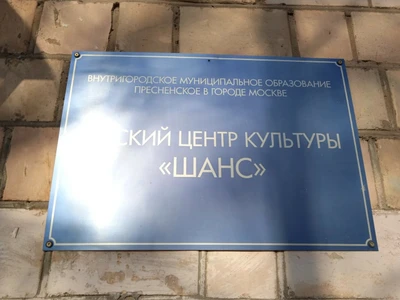 ВНУТРИГОРОДСКОЕ МУНИЦИПАЛЬНОЕ ОБРАЗОВАНИЕ
ПРЕСНЕНСКОЕ В ГОРОДЕ МОСКВЕ
ЦЕНТР КУЛЬТУРЫ
«ШАНС»